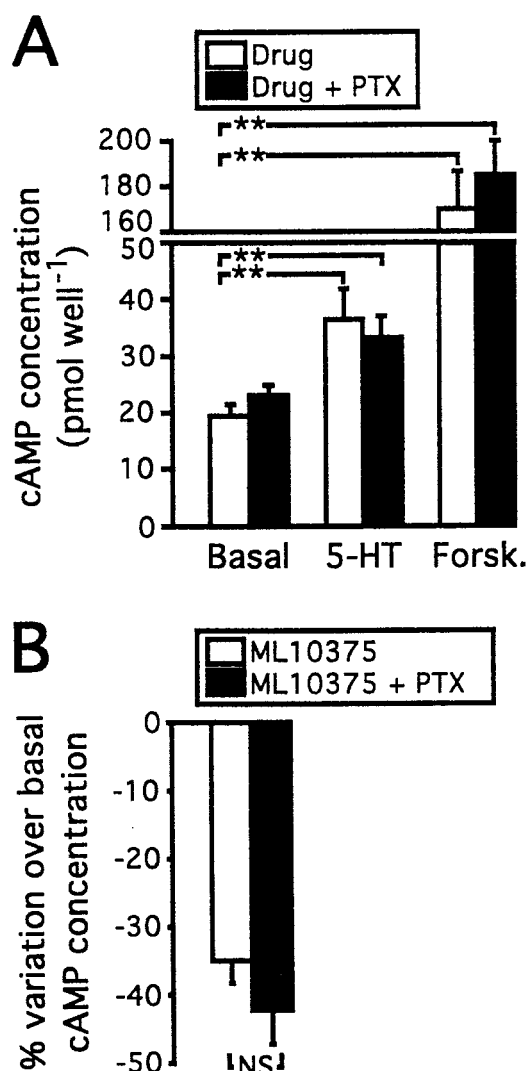 A
Drug
Drug + PTX
cAMP concentration
(pmol well⁻¹)
200
180
160
50
40
30
20
10
0
**
**
**
**
Basal 5-HT Forsk.
B
ML10375
ML10375 + PTX
% variation over basal
cAMP concentration
0
-10
-20
-30
-40
-50
NS